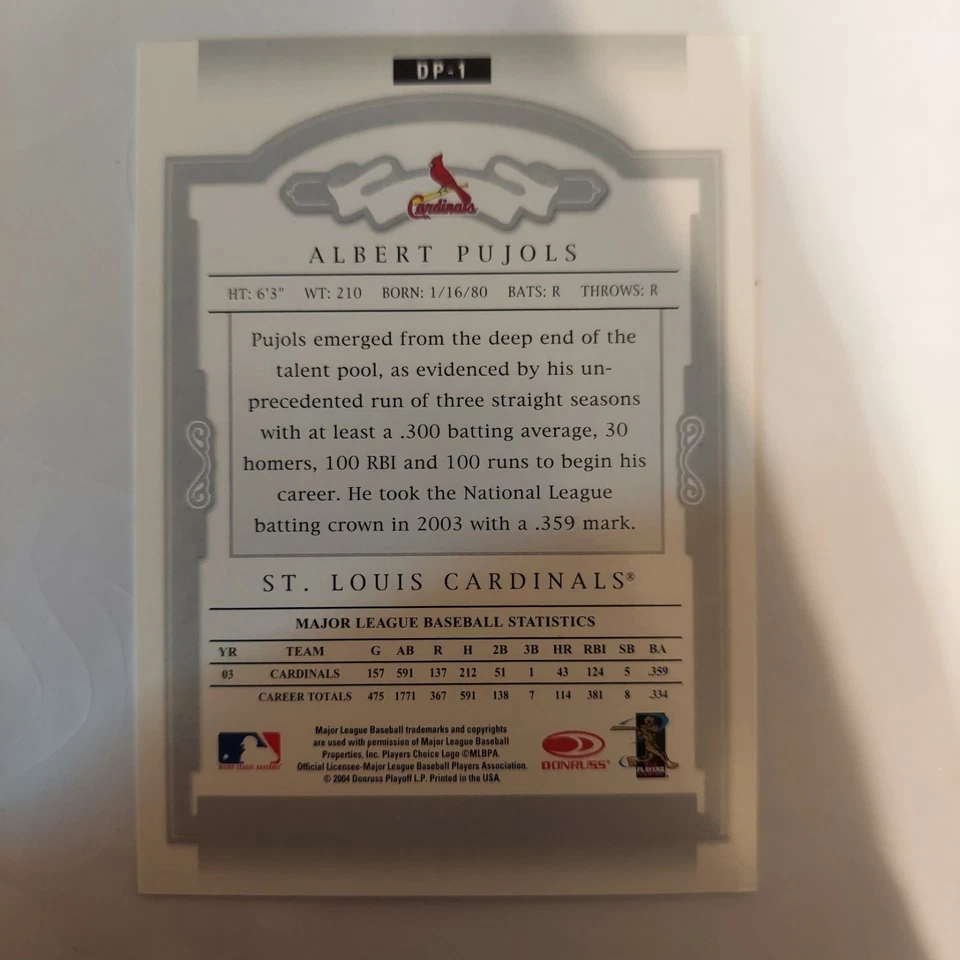 DP-1
Cardinals
ALBERT PUJOLS
HT: 6'3" WT: 210 BORN: 1/16/80 BATS: R THROWS: R
Pujols emerged from the deep end of the
talent pool, as evidenced by his un-
precedented run of three straight seasons
with at least a .300 batting average, 30
homers, 100 RBI and 100 runs to begin his
career. He took the National League
batting crown in 2003 with a .359 mark.
ST. LOUIS CARDINALS®
MAJOR LEAGUE BASEBALL STATISTICS
YR TEAM G AB R H 2B 3B HR RBI SB BA
03 CARDINALS 157 591 137 212 51 1 43 124 5 .359
CAREER TOTALS 475 1771 367 591 138 7 114 381 8 .334
Major League Baseball trademarks and copyrights
are used with permission of Major League Baseball
Properties, Inc. Players Choice Logo ©MLBPA.
Official Licensee-Major League Baseball Players Association.
© 2004 Donruss Playoff L.P. Printed in the USA.
MAJOR LEAGUE BASEBALL
DONRUSS®
PLAYERS